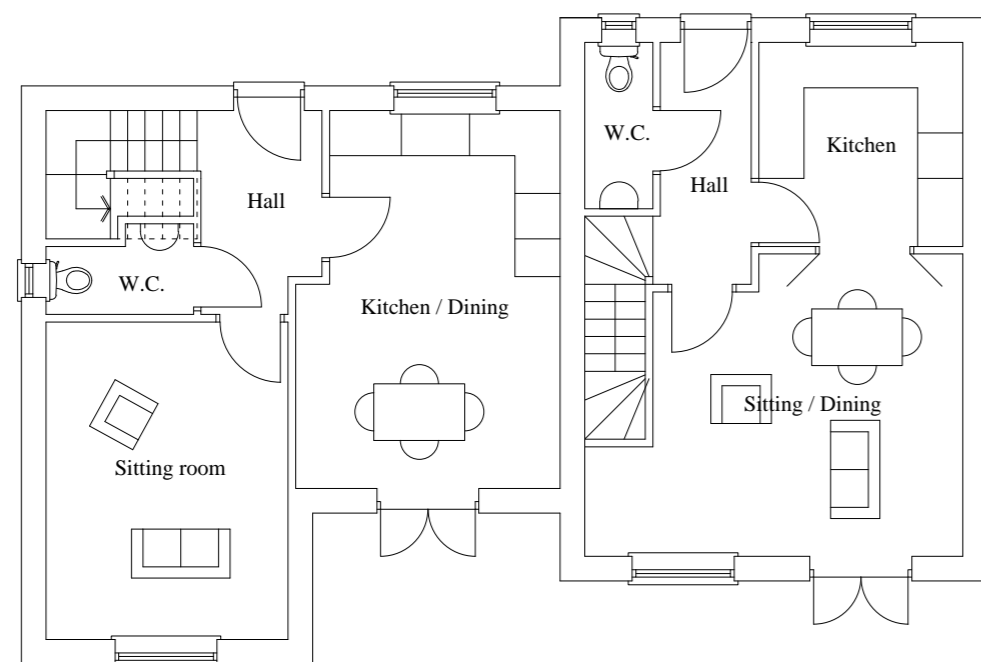 W.C.
Kitchen
Hall
Hall
W.C.
Kitchen / Dining
Sitting / Dining
Sitting room